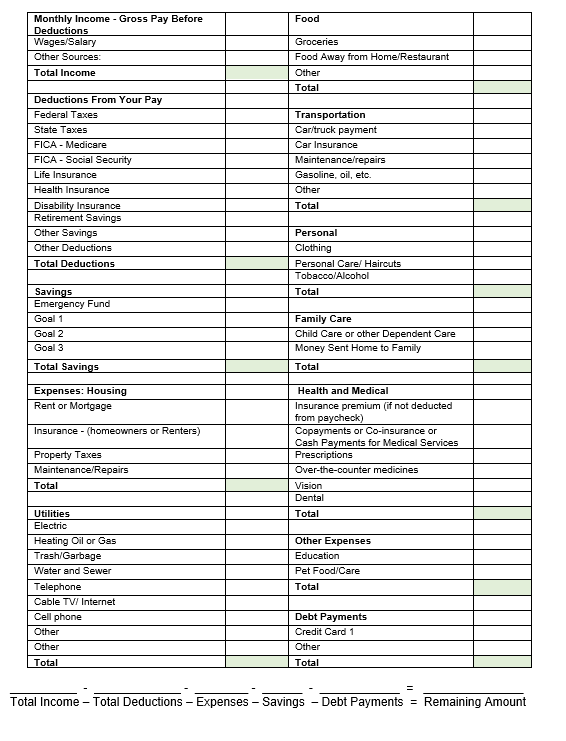 Monthly Income - Gross Pay Before
Deductions
Wages/Salary
Other Sources:
Total Income
Deductions From Your Pay
Federal Taxes
State Taxes
FICA - Medicare
FICA - Social Security
Life Insurance
Health Insurance
Disability Insurance
Retirement Savings
Other Savings
Other Deductions
Total Deductions
Savings
Emergency Fund
Goal 1
Goal 2
Goal 3
Total Savings
Expenses: Housing
Rent or Mortgage
Insurance - (homeowners or Renters)
Property Taxes
Maintenance/Repairs
Total
Utilities
Electric
Heating Oil or Gas
Trash/Garbage
Water and Sewer
Telephone
Cable TV/ Internet
Cell phone
Other
Other
Total
Food
Groceries
Food Away from Home/Restaurant
Other
Total
Transportation
Car/truck payment
Car Insurance
Maintenance/repairs
Gasoline, oil, etc.
Other
Total
Personal
Clothing
Personal Care/ Haircuts
Tobacco/Alcohol
Total
Family Care
Child Care or other Dependent Care
Money Sent Home to Family
Total
Health and Medical
Insurance premium (if not deducted
from paycheck)
Copayments or Co-insurance or
Cash Payments for Medical Services
Prescriptions
Over-the-counter medicines
Vision
Dental
Total
Other Expenses
Education
Pet Food/Care
Total
Debt Payments
Credit Card 1
Other
Total
__________ - _____________ - ________ - ______ - ____________ = _______________
Total Income – Total Deductions – Expenses – Savings – Debt Payments = Remaining Amount